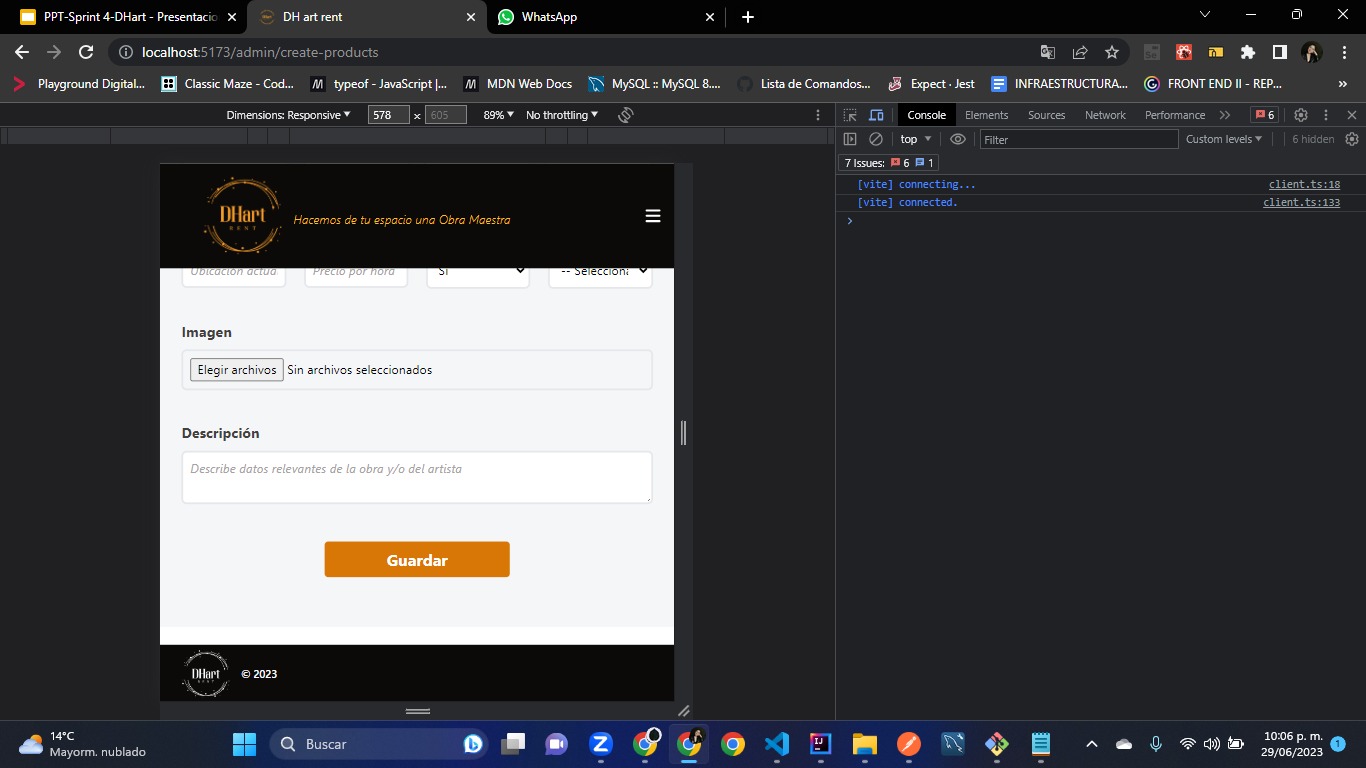 PPT-Sprint 4-DHart - Presentacio
DH art rent
WhatsApp
localhost:5173/admin/create-products
Playground Digital...
Classic Maze - Cod...
typeof - JavaScript |...
MDN Web Docs
MySQL :: MySQL 8....
Lista de Comandos...
Expect · Jest
INFRAESTRUCTURA...
FRONT END II - REP...
»
Dimensions: Responsive
578
x
605
89%
No throttling
Console
Elements
Sources
Network
Performance
6
top
Filter
Custom levels
6 hidden
7 Issues:
6
1
[vite] connecting...
client.ts:18
[vite] connected.
client.ts:133
DHart
RENT
Hacemos de tu espacio una Obra Maestra
Ubicación actua
Precio por hora
SI
-- Selecciona
Imagen
Elegir archivos
Sin archivos seleccionados
Descripción
Describe datos relevantes de la obra y/o del artista
Guardar
DHart
RENT
© 2023
14°C
Mayorm. nublado
Buscar
10:06 p. m.
29/06/2023
1